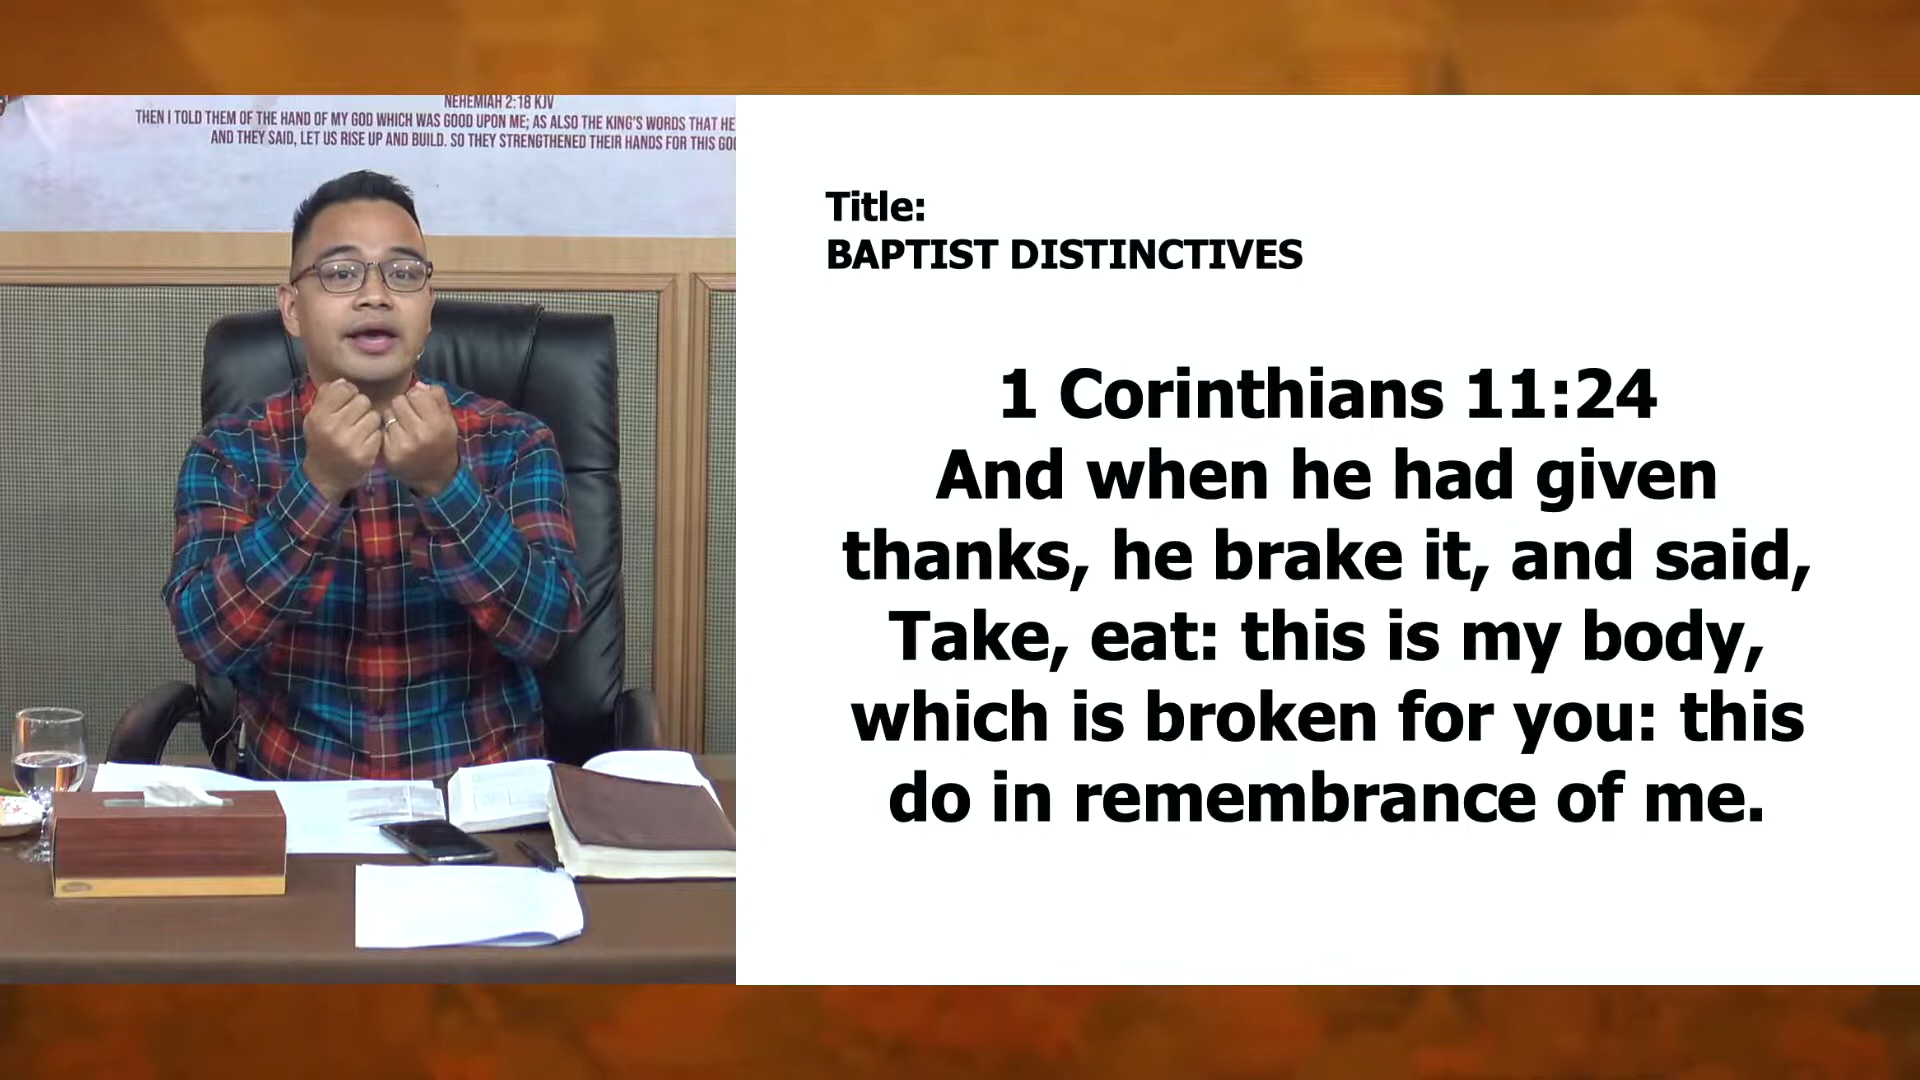 NEHEMIAH 2:18 KJV
THEN I TOLD THEM OF THE HAND OF MY GOD WHICH WAS GOOD UPON ME; AS ALSO THE KING'S WORDS THAT HE
AND THEY SAID, LET US RISE UP AND BUILD. SO THEY STRENGTHENED THEIR HANDS FOR THIS GOO
Title:
BAPTIST DISTINCTIVES
1 Corinthians 11:24
And when he had given
thanks, he brake it, and said,
Take, eat: this is my body,
which is broken for you: this
do in remembrance of me.